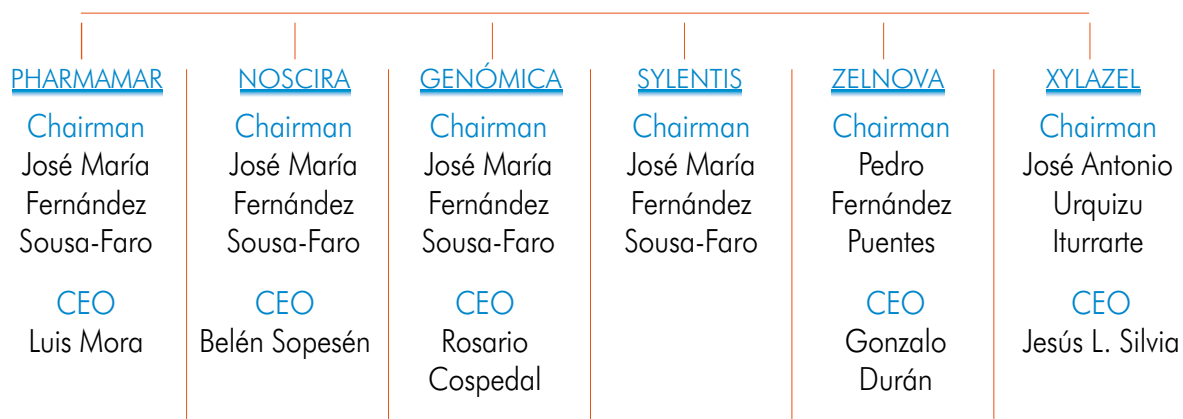 PHARMAMAR
Chairman
José María
Fernández
Sousa-Faro
CEO
Luis Mora
NOSCIRA
Chairman
José María
Fernández
Sousa-Faro
CEO
Belén Sopesén
GENÓMICA
Chairman
José María
Fernández
Sousa-Faro
CEO
Rosario
Cospedal
SYLENTIS
Chairman
José María
Fernández
Sousa-Faro
ZELNOVA
Chairman
Pedro
Fernández
Puentes
CEO
Gonzalo
Durán
XYLAZEL
Chairman
José Antonio
Urquizu
Iturrarte
CEO
Jesús L. Silvia